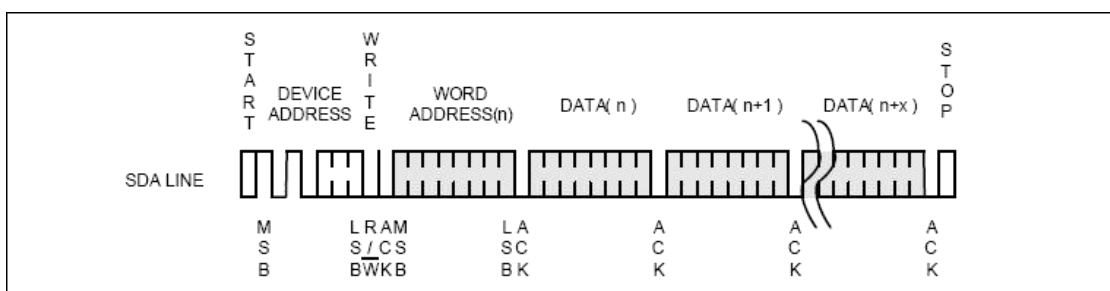 START
WRITE
STOP
DEVICE
ADDRESS
WORD
ADDRESS(n)
DATA( n )
DATA( n+1 )
DATA( n+x )
SDA LINE
MSB
LSB
R/W
ACK
MSB
LSB
ACK
ACK
ACK
ACK